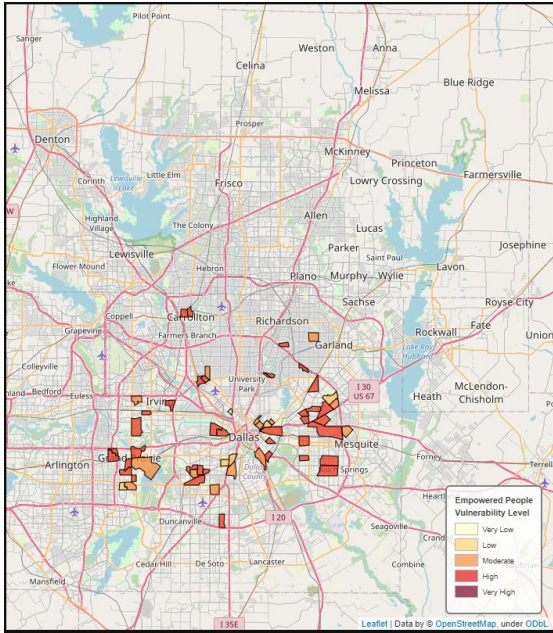 Pilot Point
Sanger
Weston
Anna
Celina
Blue Ridge
Melissa
Prosper
Denton
McKinney
Princeton
Corinth
Lewisville Lake
Little Elm
Frisco
Lowry Crossing
Farmersville
Allen
Highland Village
The Colony
Lucas
Lewisville
Parker
Josephine
Saint Paul
Flower Mound
Hebron
Plano
Murphy
Wylie
Lavon
Coppell
Carrollton
Sachse
Royse City
Grapevine
Farmers Branch
Richardson
Rockwall
Fate
Garland
Union
Lake Ray Hubbard
Colleyville
University Park
I 30
US 67
Heath
McLendon-Chisholm
Bedford
Euless
Irving
Dallas
Mesquite
Forney
Arlington
Dallas County
Springs
Terrell
I 20
Duncanville
Seagoville
Cedar Hill
De Soto
Lancaster
Combine
Mansfield
I 35E
Empowered People
Vulnerability Level
Very Low
Low
Moderate
High
Very High
Leaflet | Data by © OpenStreetMap, under ODbL.